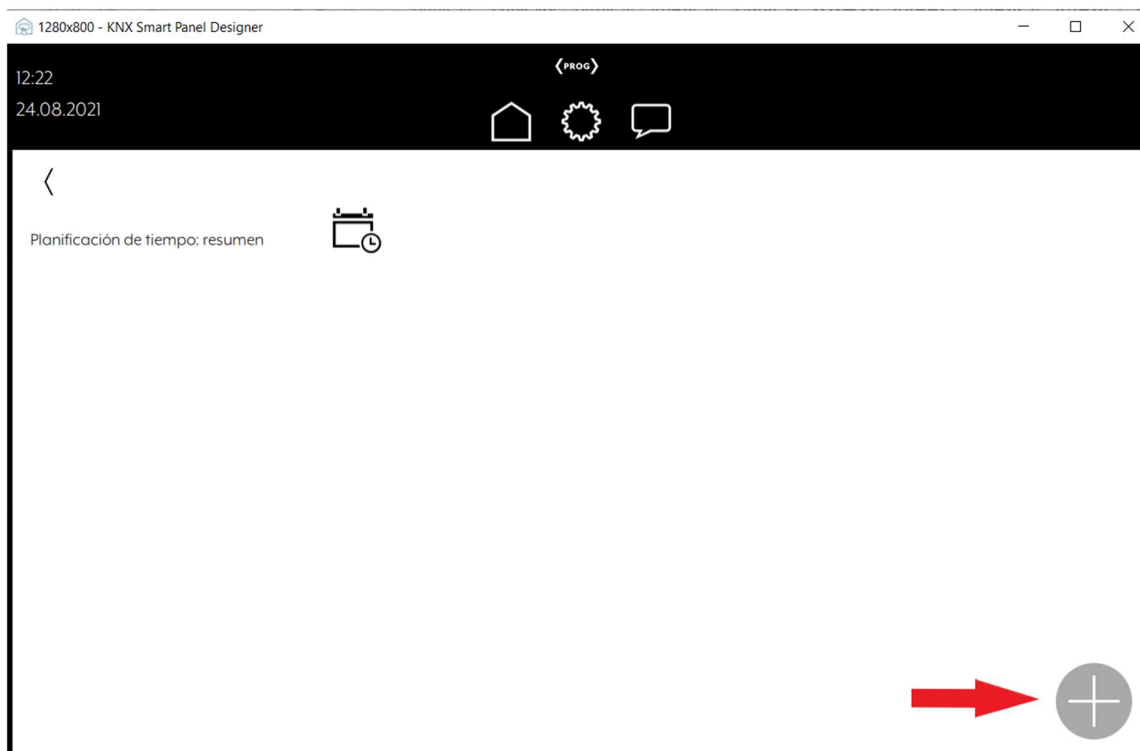 1280x800 - KNX Smart Panel Designer
12:22
PROG
24.08.2021
Planificación de tiempo: resumen